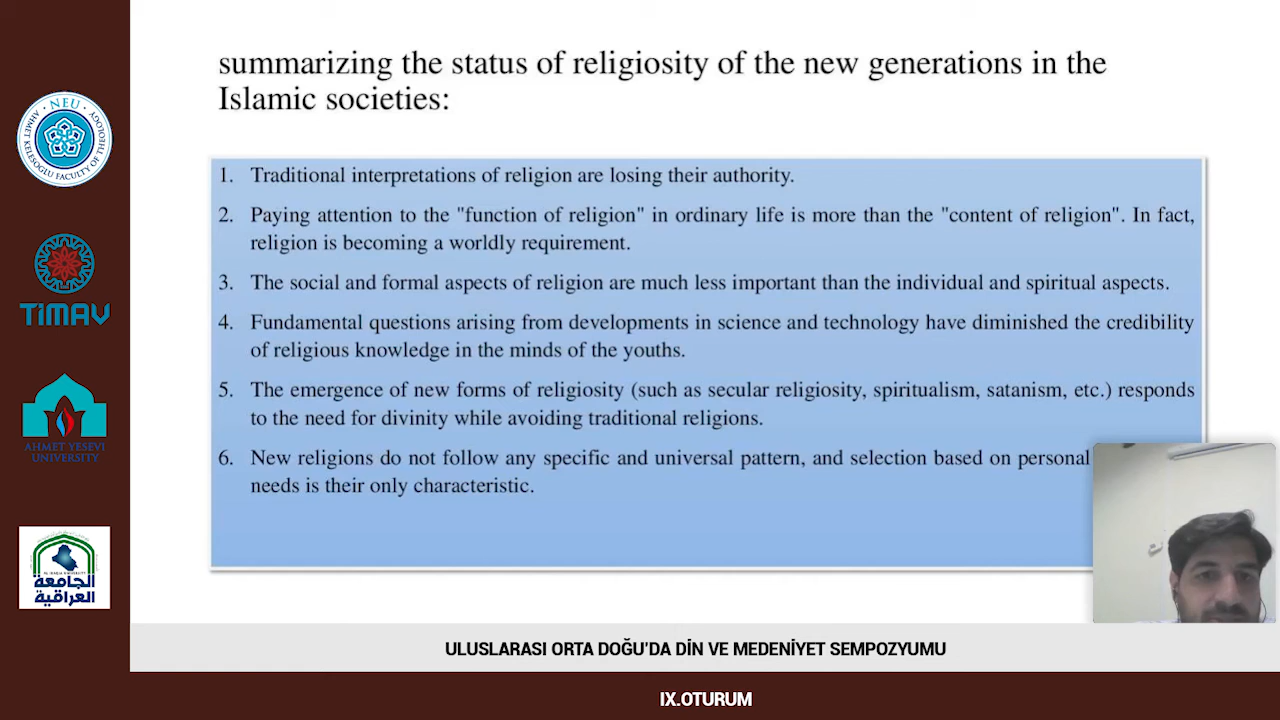 summarizing the status of religiosity of the new generations in the
Islamic societies:
1. Traditional interpretations of religion are losing their authority.
2. Paying attention to the "function of religion" in ordinary life is more than the "content of religion". In fact,
religion is becoming a worldly requirement.
3. The social and formal aspects of religion are much less important than the individual and spiritual aspects.
4. Fundamental questions arising from developments in science and technology have diminished the credibility
of religious knowledge in the minds of the youths.
5. The emergence of new forms of religiosity (such as secular religiosity, spiritualism, satanism, etc.) responds
to the need for divinity while avoiding traditional religions.
6. New religions do not follow any specific and universal pattern, and selection based on personal
needs is their only characteristic.
· NEU ·
AHMET KELEŞOĞLU FACULTY OF THEOLOGY
TİMAV
AHMET YESEVI
UNIVERSITY
الجامعة
العراقية
ULUSLARASI ORTA DOĞU'DA DİN VE MEDENİYET SEMPOZYUMU
IX.OTURUM